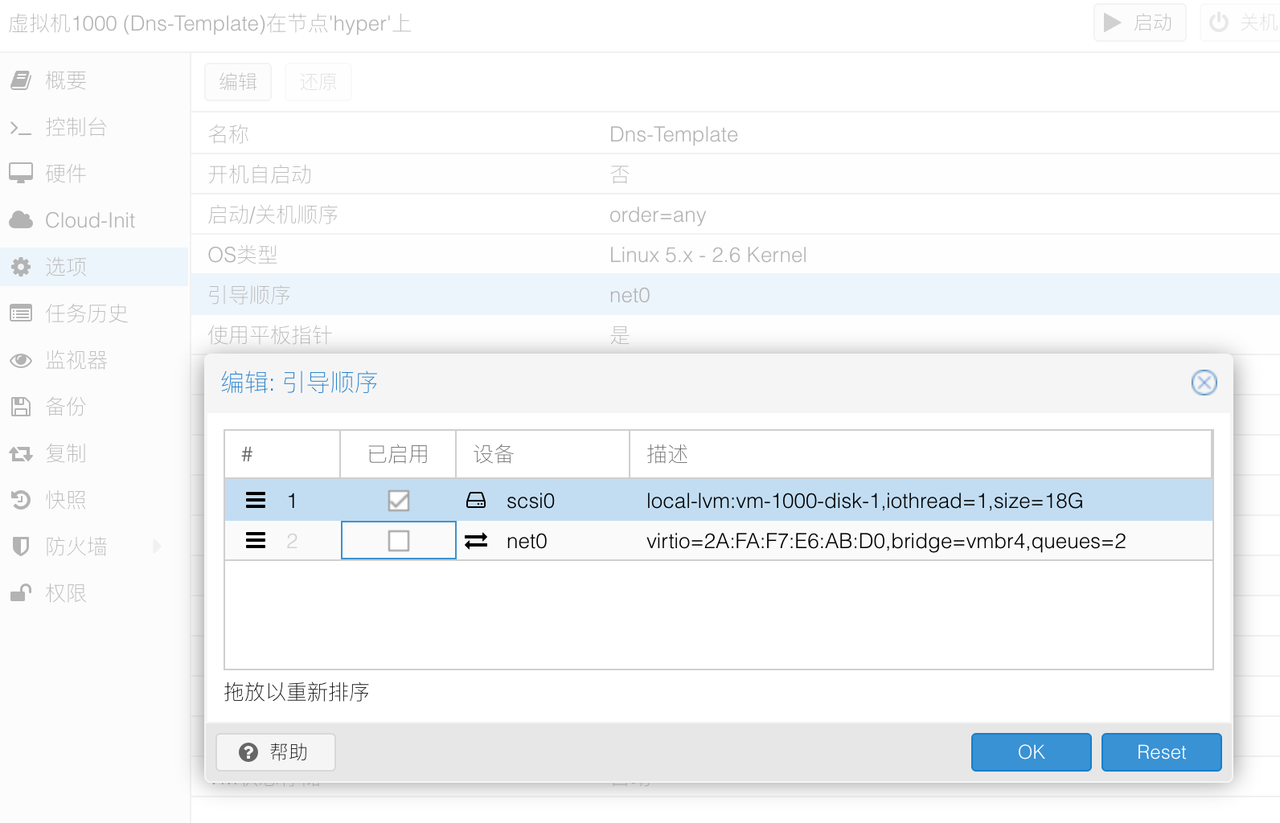 虚拟机1000 (Dns-Template)在节点'hyper'上
启动
关机
概要
控制台
硬件
Cloud-Init
选项
任务历史
监视器
备份
复制
快照
防火墙
权限
编辑
还原
名称 Dns-Template
开机自启动 否
启动/关机顺序 order=any
OS类型 Linux 5.x - 2.6 Kernel
引导顺序 net0
使用平板指针 是
编辑: 引导顺序
# 已启用 设备 描述
1 scsi0 local-lvm:vm-1000-disk-1,iothread=1,size=18G
2 net0 virtio=2A:FA:F7:E6:AB:D0,bridge=vmbr4,queues=2
拖放以重新排序
帮助
OK
Reset